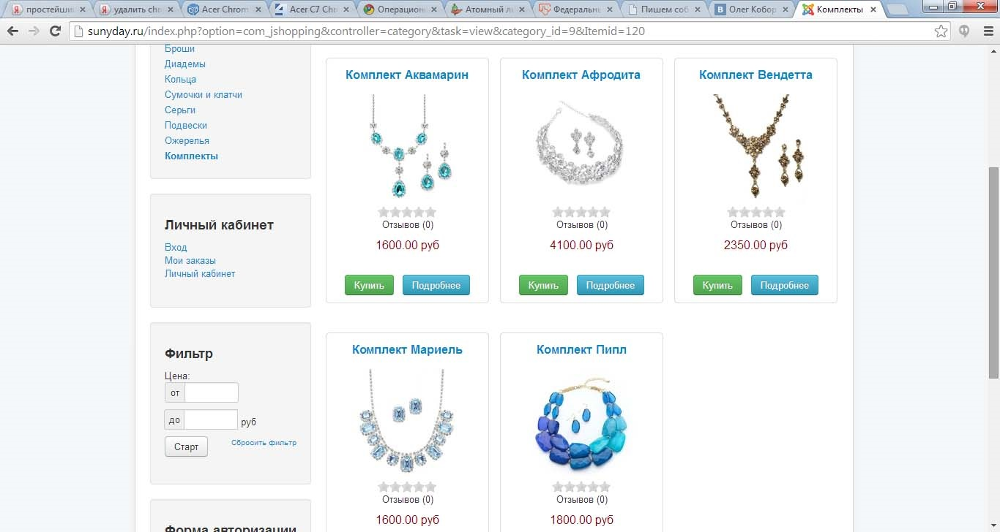 простейши
удалить chr
Acer Chrom
Acer C7 Chr
Операцион
Атомный л
Федеральн
Пишем соб
Олег Кобор
Комплекты
sunyday.ru/index.php?option=com_jshopping&controller=category&task=view&category_id=9&Itemid=120
Броши
Диадемы
Кольца
Сумочки и клатчи
Серьги
Подвески
Ожерелья
Комплекты
Личный кабинет
Вход
Мои заказы
Личный кабинет
Фильтр
Цена:
от
до руб
Старт Сбросить фильтр
Форма авторизации
Комплект Аквамарин
Отзывов (0)
1600.00 руб
Купить Подробнее
Комплект Афродита
Отзывов (0)
4100.00 руб
Купить Подробнее
Комплект Вендетта
Отзывов (0)
2350.00 руб
Купить Подробнее
Комплект Мариель
Отзывов (0)
1600.00 руб
Комплект Пипл
Отзывов (0)
1800.00 руб